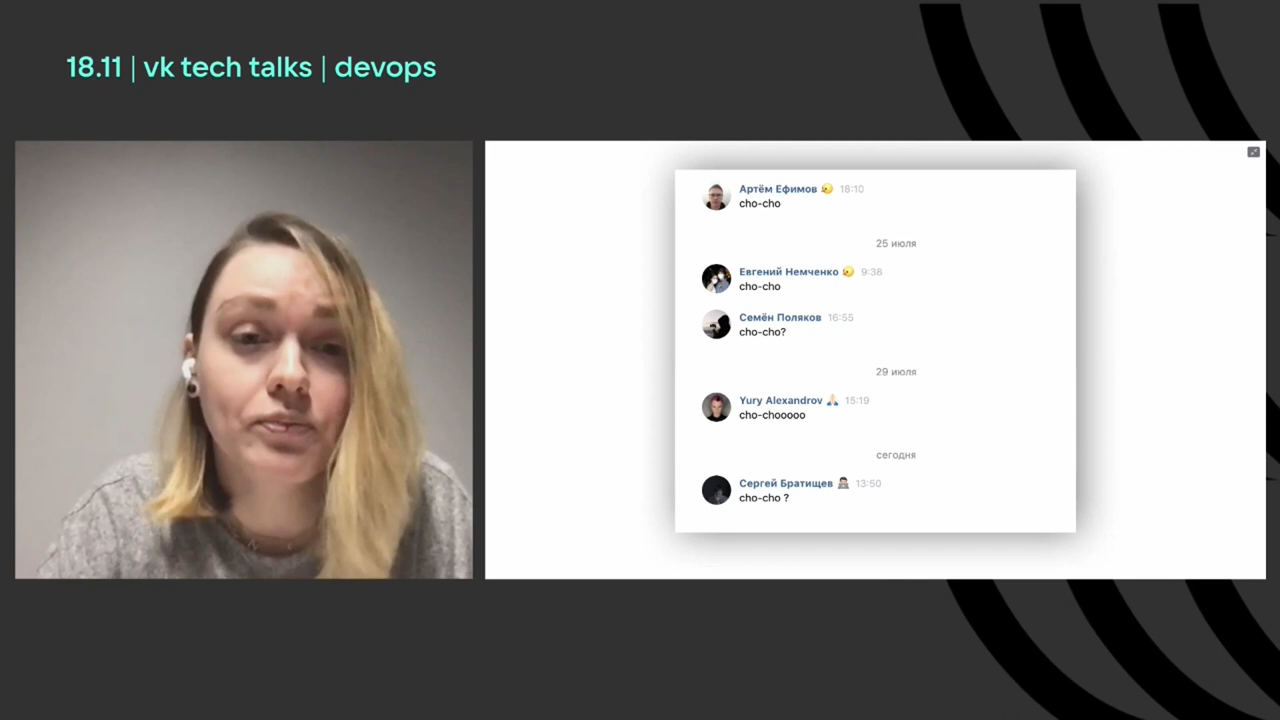 18.11 | vk tech talks | devops
Артём Ефимов 18:10
cho-cho
25 июля
Евгений Немченко 9:38
cho-cho
Семён Поляков 16:55
cho-cho?
29 июля
Yury Alexandrov 15:19
cho-chooooo
сегодня
Сергей Братищев 13:50
cho-cho ?